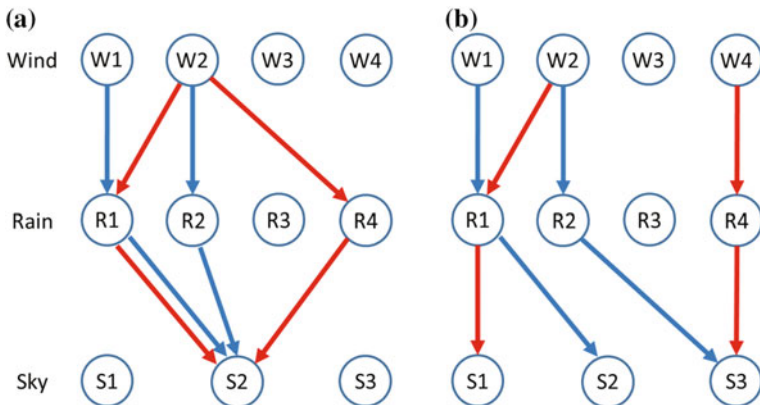 (a) (b)
Wind W1 W2 W3 W4 W1 W2 W3 W4
Rain R1 R2 R3 R4 R1 R2 R3 R4
Sky S1 S2 S3 S1 S2 S3